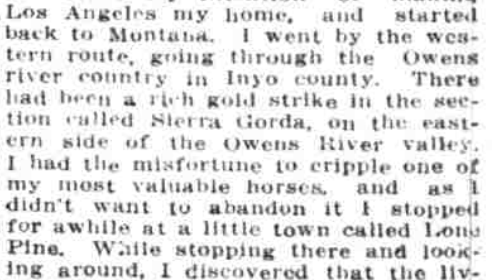 Los Angeles my home, and started
back to Montana. I went by the wes-
tern route, going through the Owens
river country in Inyo county. There
had been a rich gold strike in the sec-
tion called Sierra Gorda, on the east-
ern side of the Owens River valley.
I had the misfortune to cripple one of
my most valuable horses, and as I
didn't want to abandon it I stopped
for awhile at a little town called Lone
Pine. While stopping there and look-
ing around, I discovered that the liv-